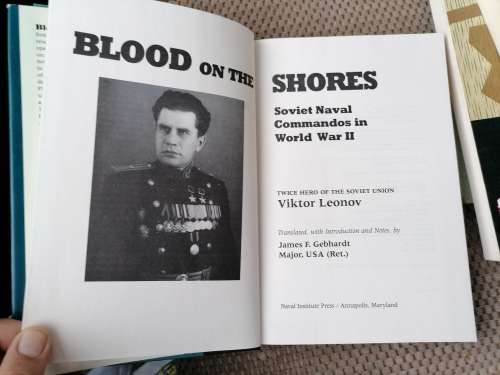 BLOOD ON THE SHORES
Soviet Naval
Commandos in
World War II
TWICE HERO OF THE SOVIET UNION
Viktor Leonov
Translated, with Introduction and Notes, by
James F. Gebhardt
Major, USA (Ret.)
Naval Institute Press / Annapolis, Maryland